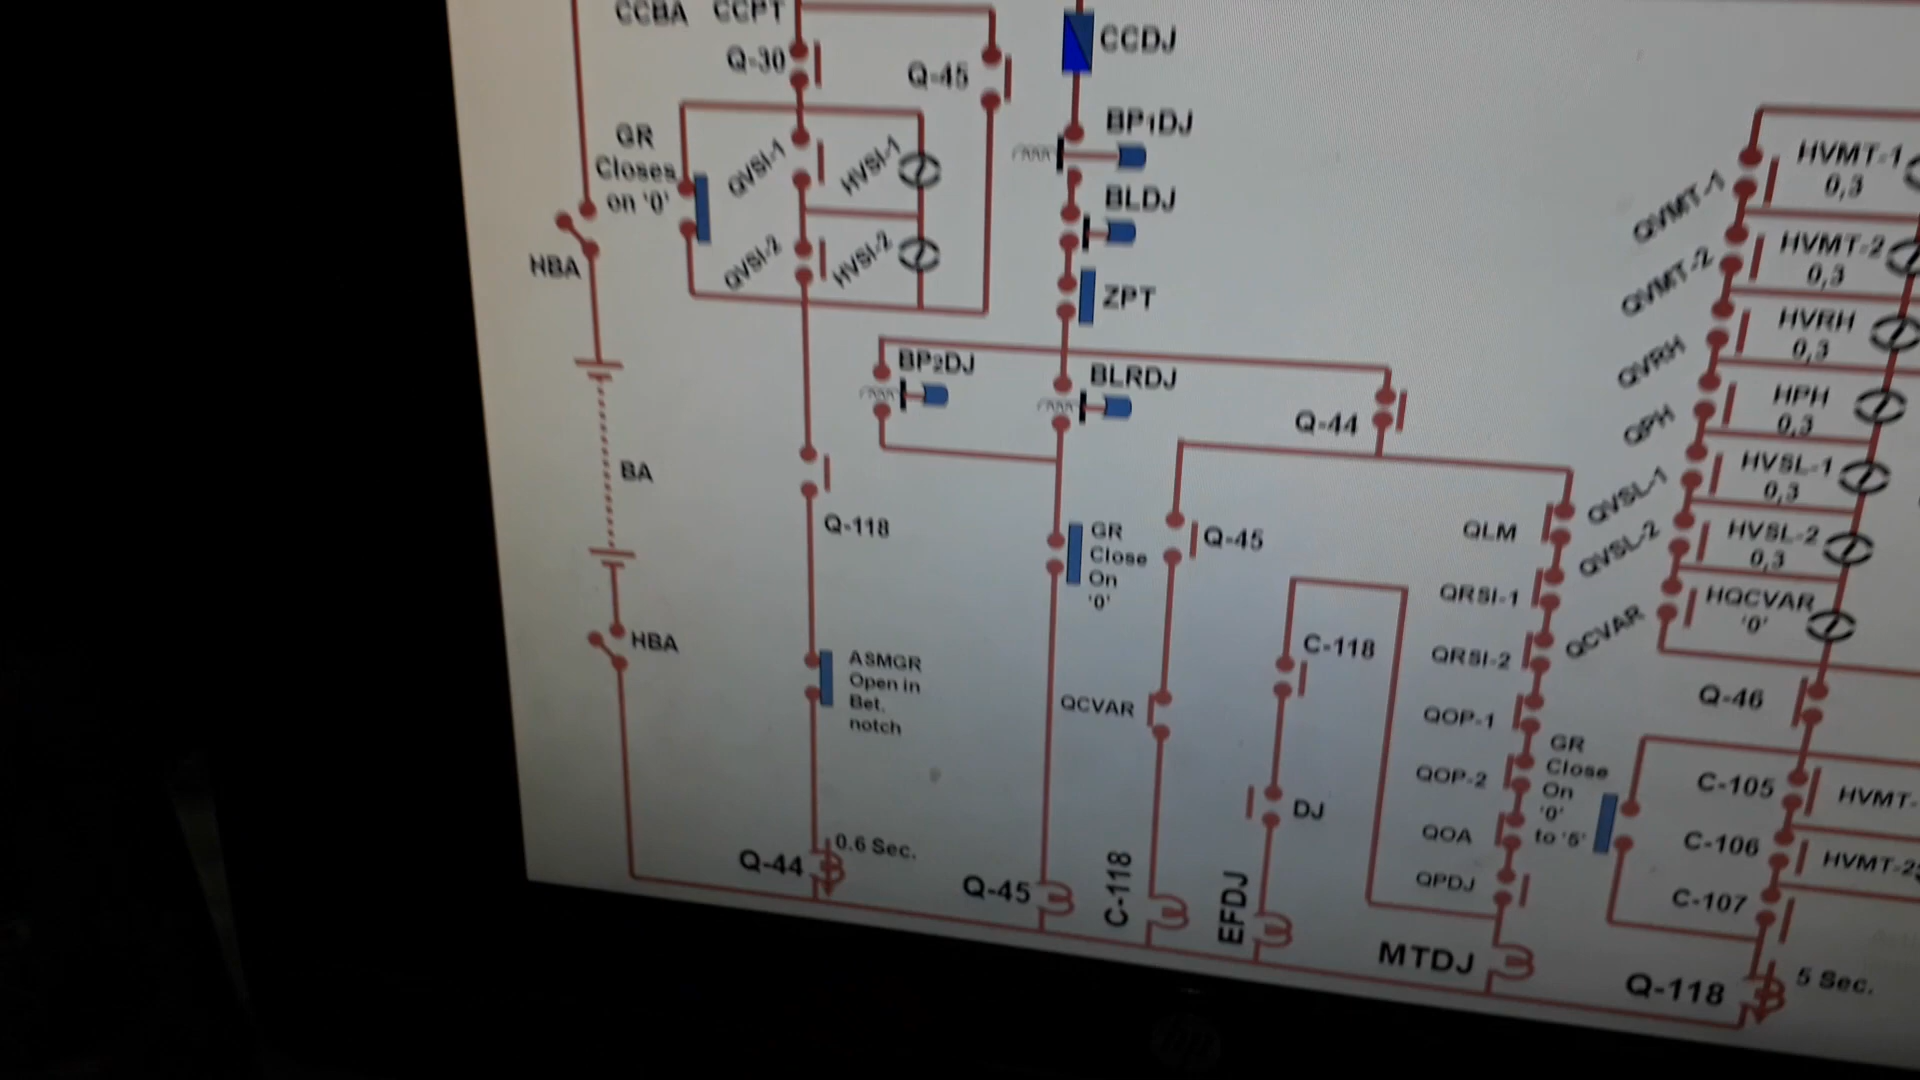 CCBA CCPT
Q-30
Q-45
CCDJ
BP1DJ
BLDJ
ZPT
GR
Closes
on '0'
QVSI-1
HVSI-1
QVSI-2
HVSI-2
HBA
BP2DJ
BLRDJ
Q-44
BA
Q-118
GR
Close
On
'0'
Q-45
QLM
QRSI-1
C-118
QRSI-2
HBA
ASMGR
Open in
Bet.
notch
QCVAR
QOP-1
QOP-2
GR
Close
On
'0'
to '5'
DJ
QOA
QPDJ
Q-44
0.6 Sec.
Q-45
C-118
EFDJ
MTDJ
QVMT-1
HVMT-1
0,3
QVMT-2
HVMT-2
0,3
QVRH
HVRH
0,3
QPH
HPH
0,3
QVSL-1
HVSL-1
0,3
QVSL-2
HVSL-2
0,3
QCVAR
HQCVAR
'0'
Q-46
C-105
HVMT-
C-106
HVMT-2
C-107
Q-118
5 Sec.
hp